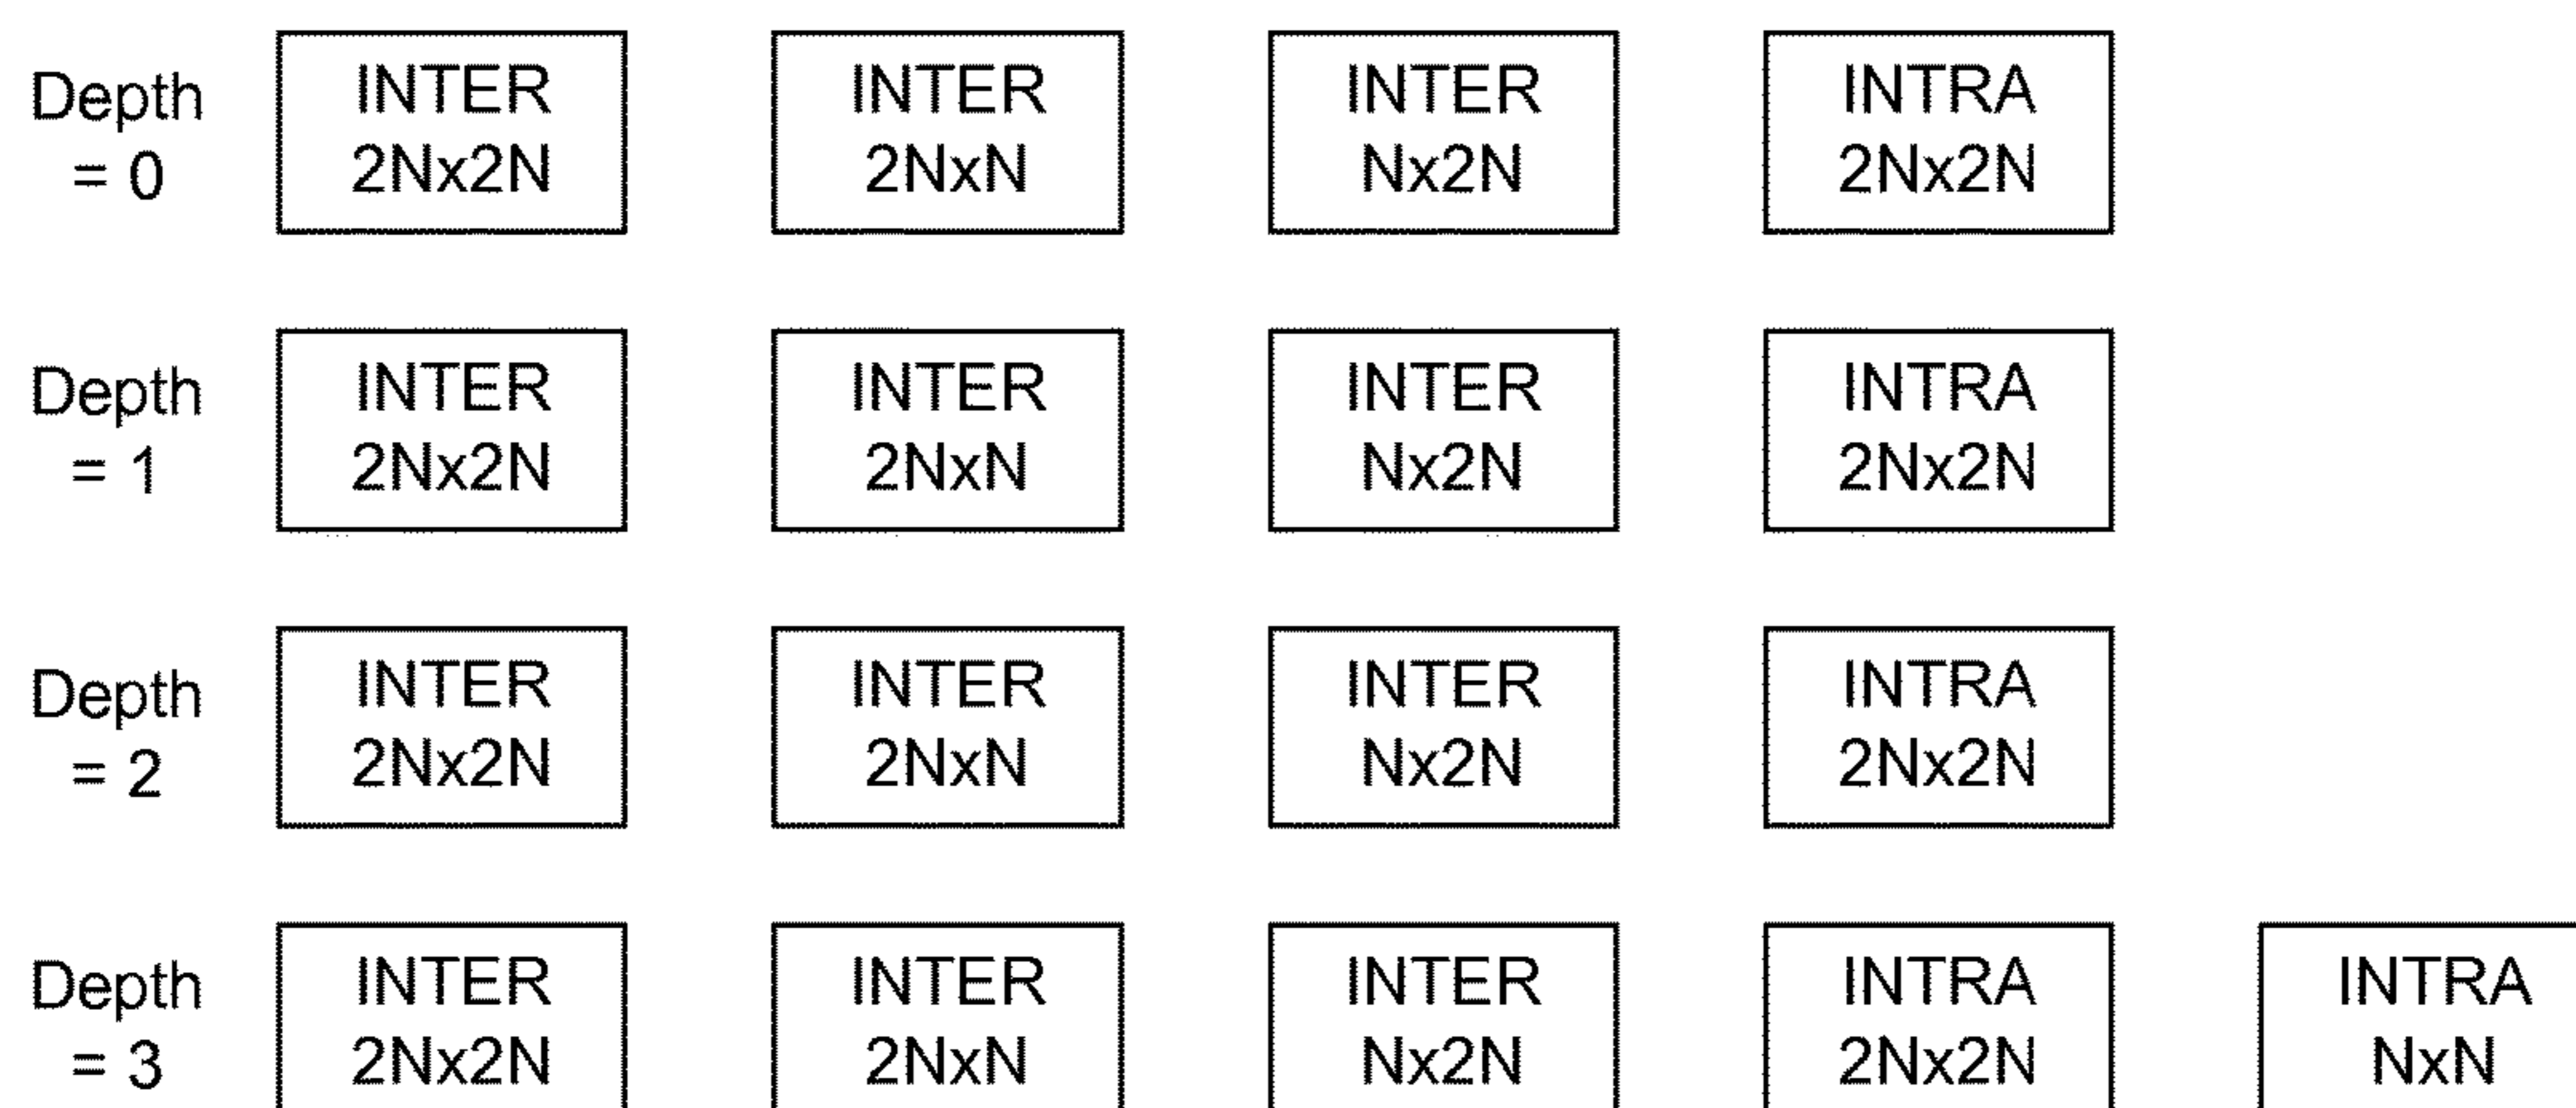 Depth
= 0
INTER
2Nx2N
INTER
2NxN
INTER
Nx2N
INTRA
2Nx2N
Depth
= 1
INTER
2Nx2N
INTER
2NxN
INTER
Nx2N
INTRA
2Nx2N
Depth
= 2
INTER
2Nx2N
INTER
2NxN
INTER
Nx2N
INTRA
2Nx2N
Depth
= 3
INTER
2Nx2N
INTER
2NxN
INTER
Nx2N
INTRA
2Nx2N
INTRA
NxN